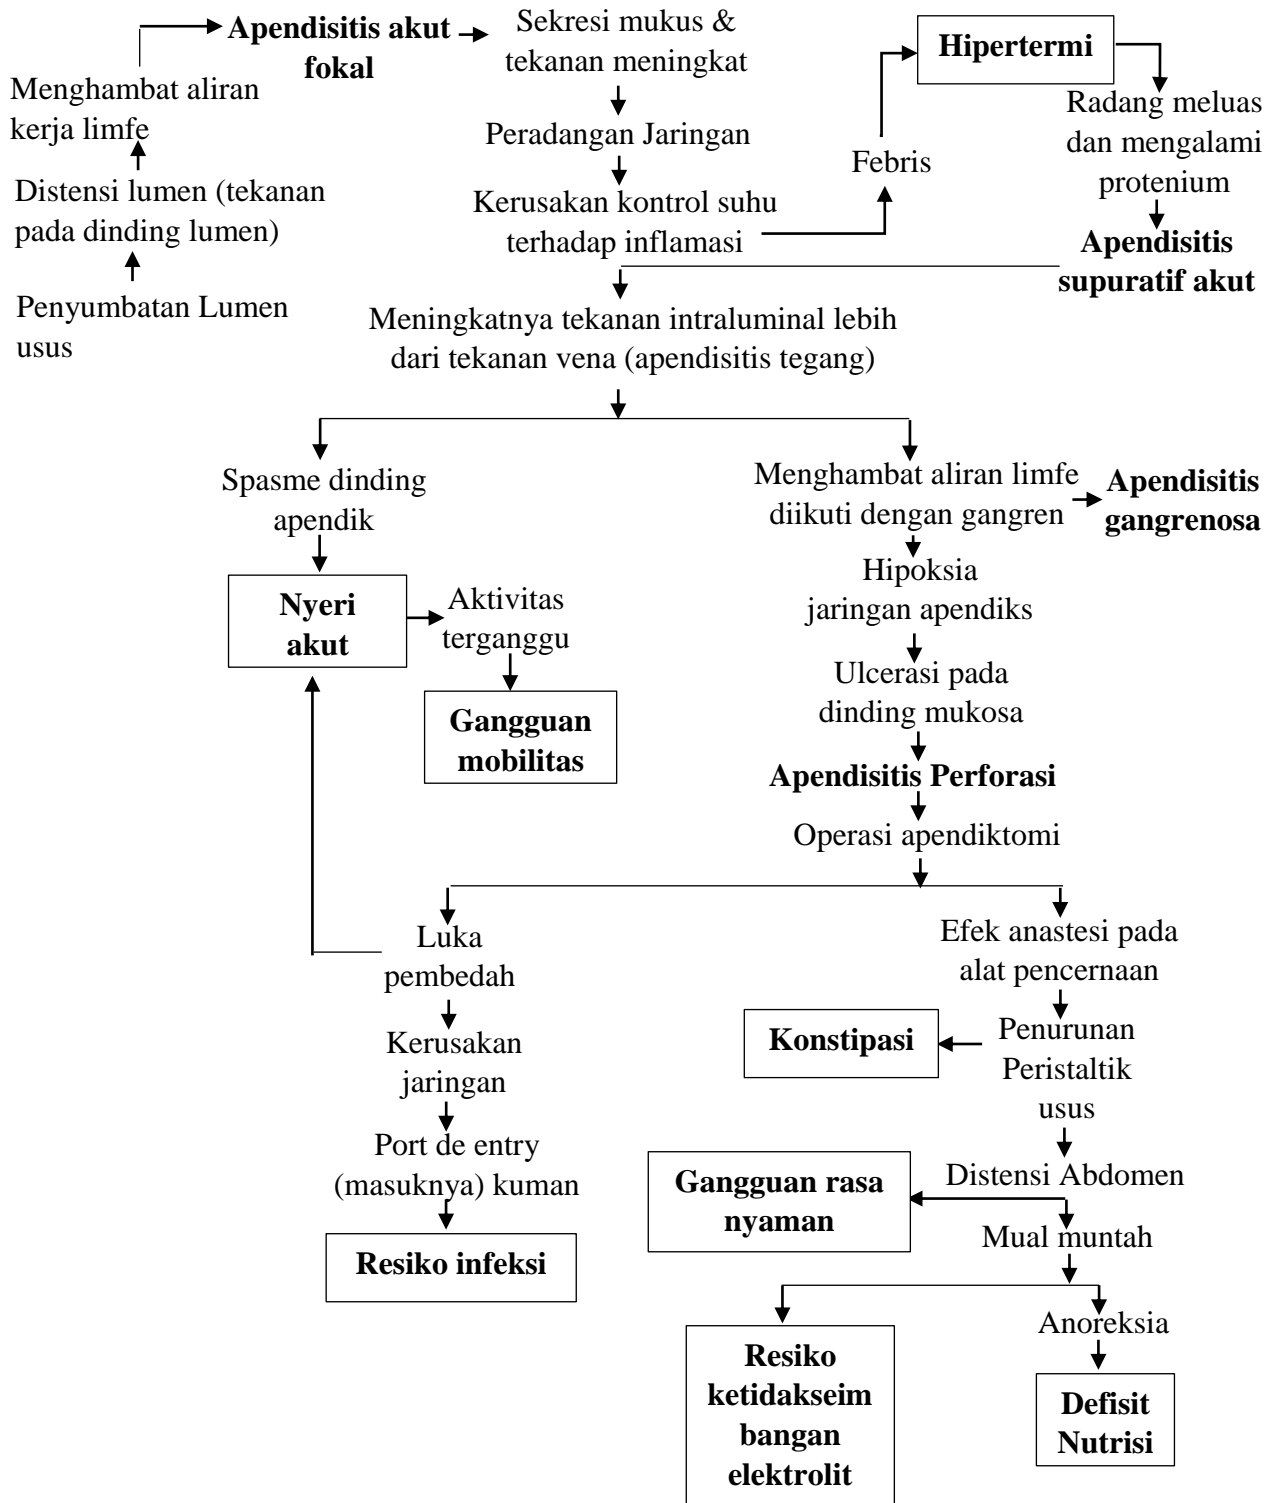 Apendisitis akut
fokal
Sekresi mukus &
tekanan meningkat
Hipertermi
Menghambat aliran
kerja limfe
Peradangan Jaringan
Febris
Radang meluas
dan mengalami
protenium
Distensi lumen (tekanan
pada dinding lumen)
Kerusakan kontrol suhu
terhadap inflamasi
Apendisitis
supuratif akut
Penyumbatan Lumen
usus
Meningkatnya tekanan intraluminal lebih
dari tekanan vena (apendisitis tegang)
Spasme dinding
apendik
Menghambat aliran limfe
diikuti dengan gangren
Apendisitis
gangrenosa
Nyeri
akut
Aktivitas
terganggu
Hipoksia
jaringan apendiks
Gangguan
mobilitas
Ulcerasi pada
dinding mukosa
Apendisitis Perforasi
Operasi apendiktomi
Luka
pembedah
Efek anastesi pada
alat pencernaan
Kerusakan
jaringan
Konstipasi
Penurunan
Peristaltik
usus
Port de entry
(masuknya) kuman
Gangguan rasa
nyaman
Distensi Abdomen
Resiko infeksi
Mual muntah
Resiko
ketidakseim
bangan
elektrolit
Anoreksia
Defisit
Nutrisi